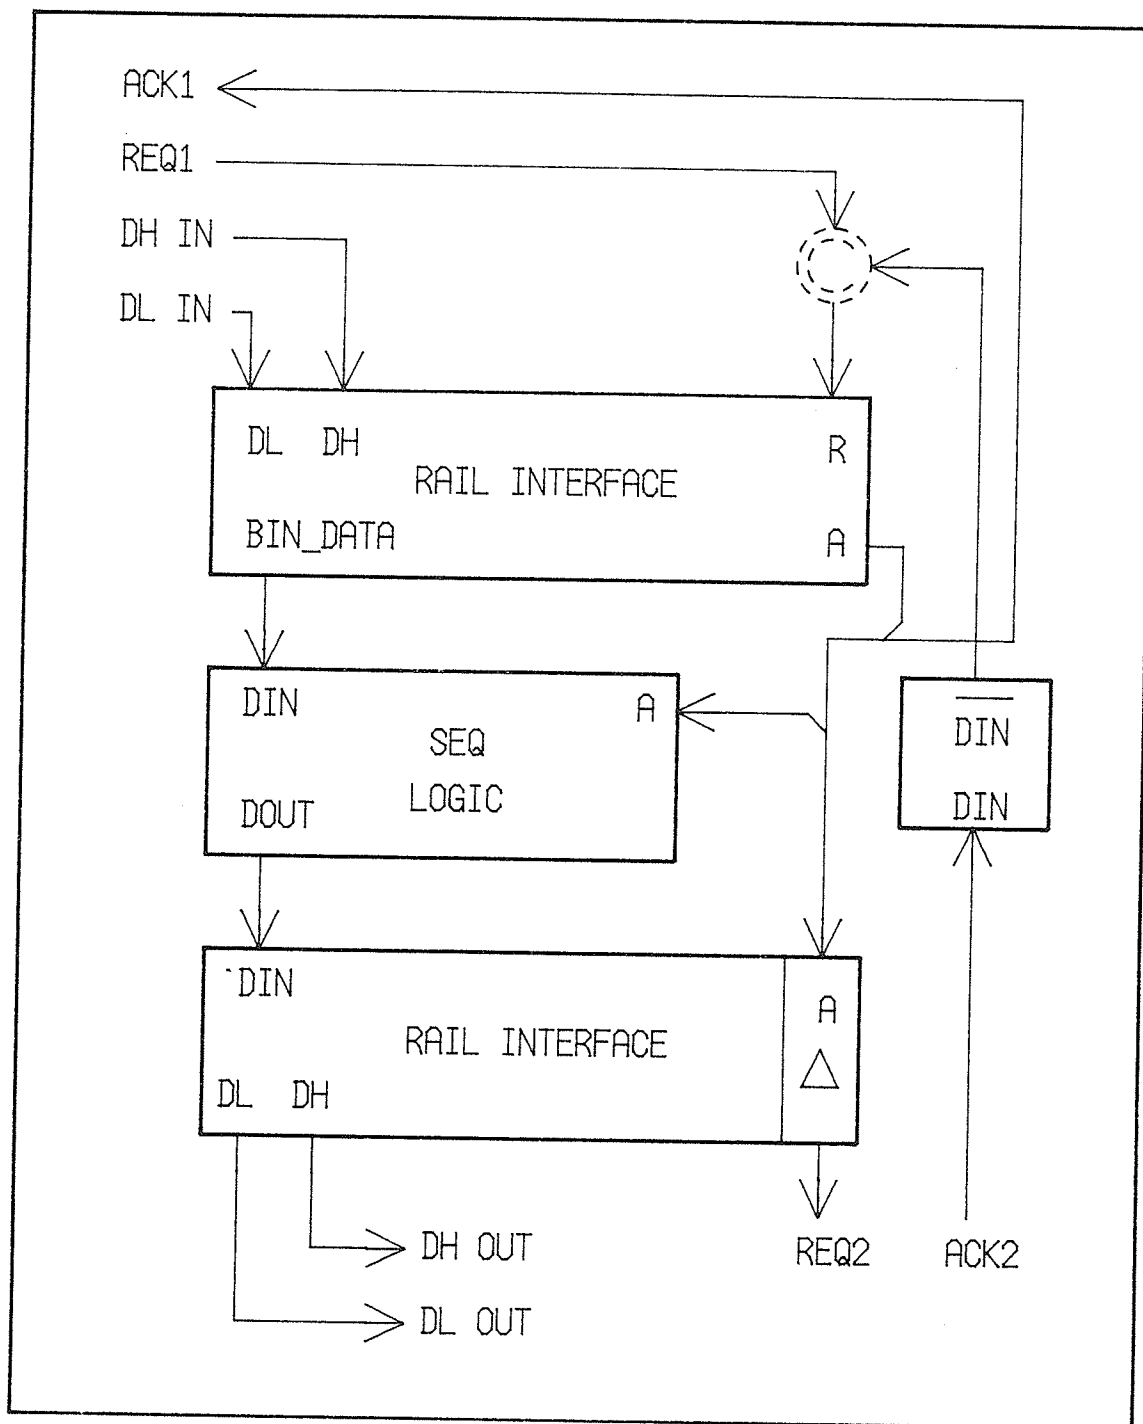 ACK1
REQ1
DH IN
DL IN
DL DH R
RAIL INTERFACE
BIN_DATA A
DIN A
SEQ
LOGIC
DOUT
DIN
DIN
DIN A
RAIL INTERFACE
DL DH
DH OUT
REQ2 ACK2
DL OUT